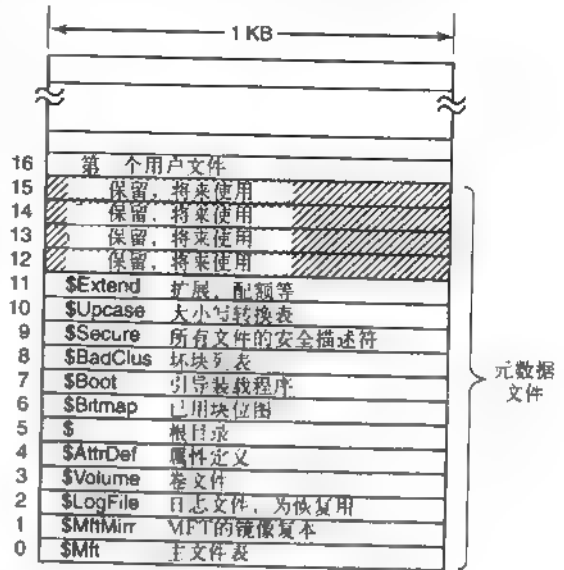 1 KB
16 第 个用户文件
15 保留，将来使用
14 保留，将来使用
13 保留，将来使用
12 保留，将来使用
11 $Extend 扩展，配额等
10 $Upcase 大小写转换表
9 $Secure 所有文件的安全描述符
8 $BadClus 坏块列表
7 $Boot 引导装载程序
6 $Bitmap 已用块位图
5 $ 根目录
4 $AttrDef 属性定义
3 $Volume 卷文件
2 $LogFile 日志文件，为恢复用
1 $MftMirr MFT的镜像复本
0 $Mft 主文件表
元数据
文件